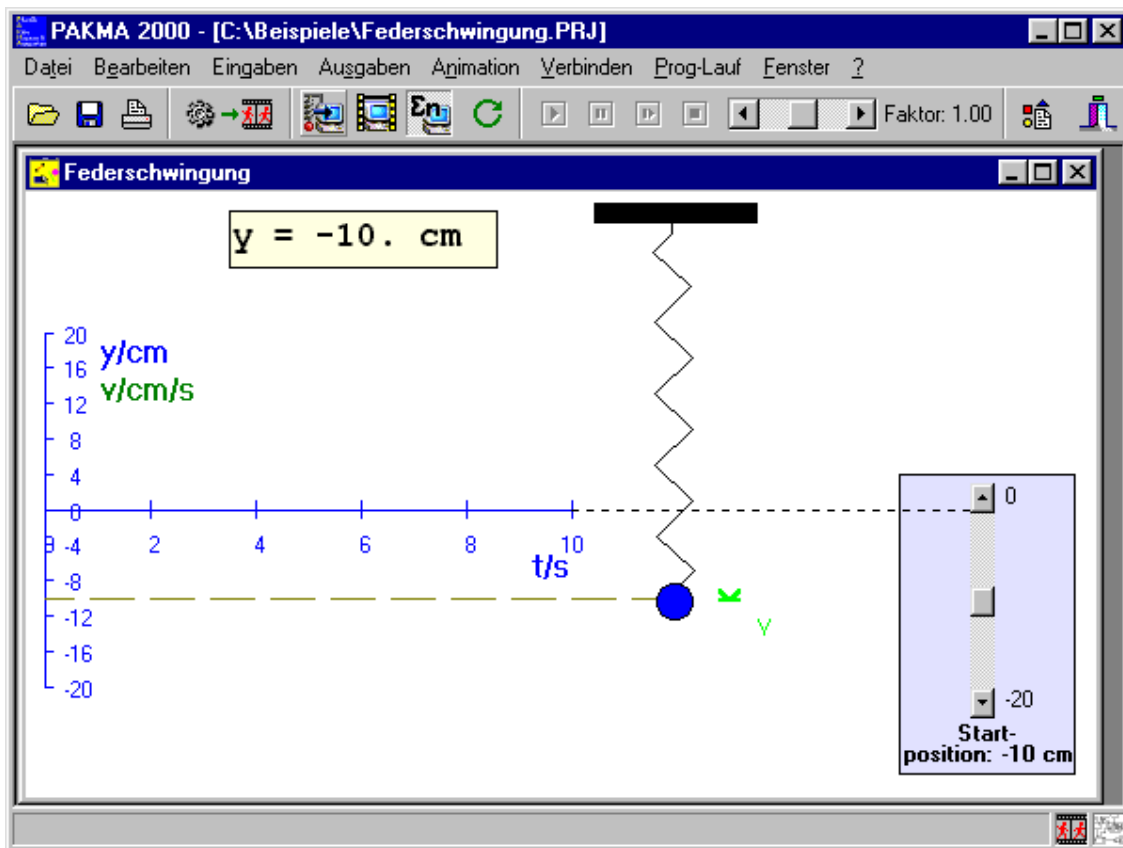 PAKMA 2000 - [C:\Beispiele\Federschwingung.PRJ]
Datei Bearbeiten Eingaben Ausgaben Animation Verbinden Prog-Lauf Fenster ?
Σn Faktor: 1.00
Federschwingung
y = -10. cm
20
y/cm
16
v/cm/s
12
8
4
0
-4 2 4 6 8 10
t/s
-8
-12
-16
-20
v
0
-20
Start-
position: -10 cm